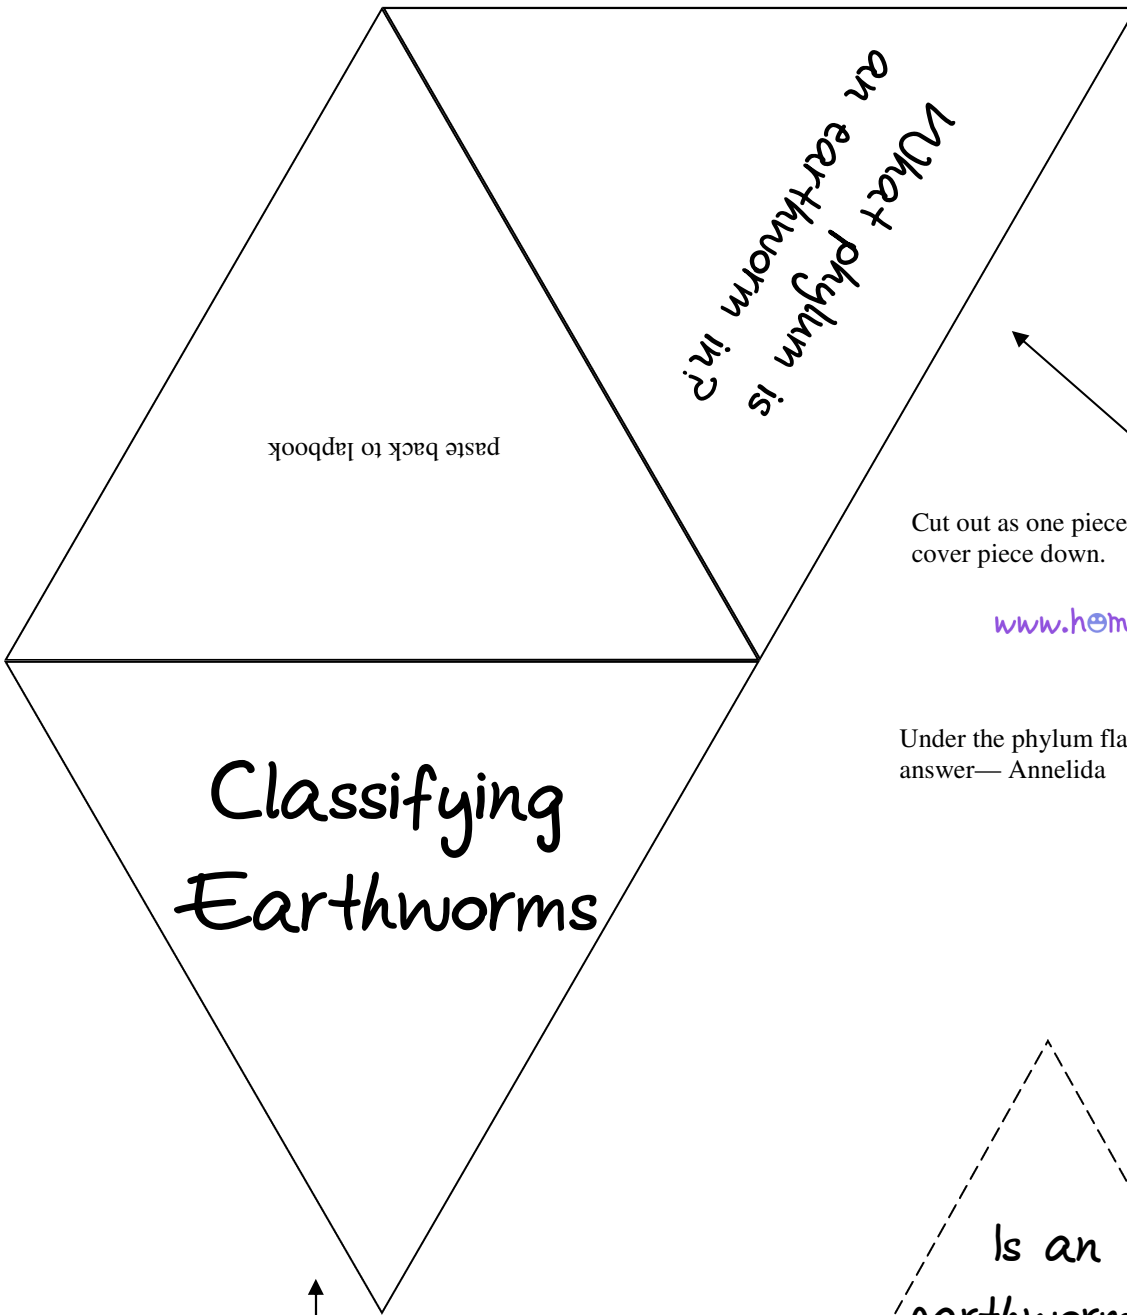 What phylum is
an earthworm in?
paste back to lapbook
Cut out as one piece
cover piece down.
www.hom
Under the phylum fla
answer— Annelida
Classifying
Earthworms
Is an